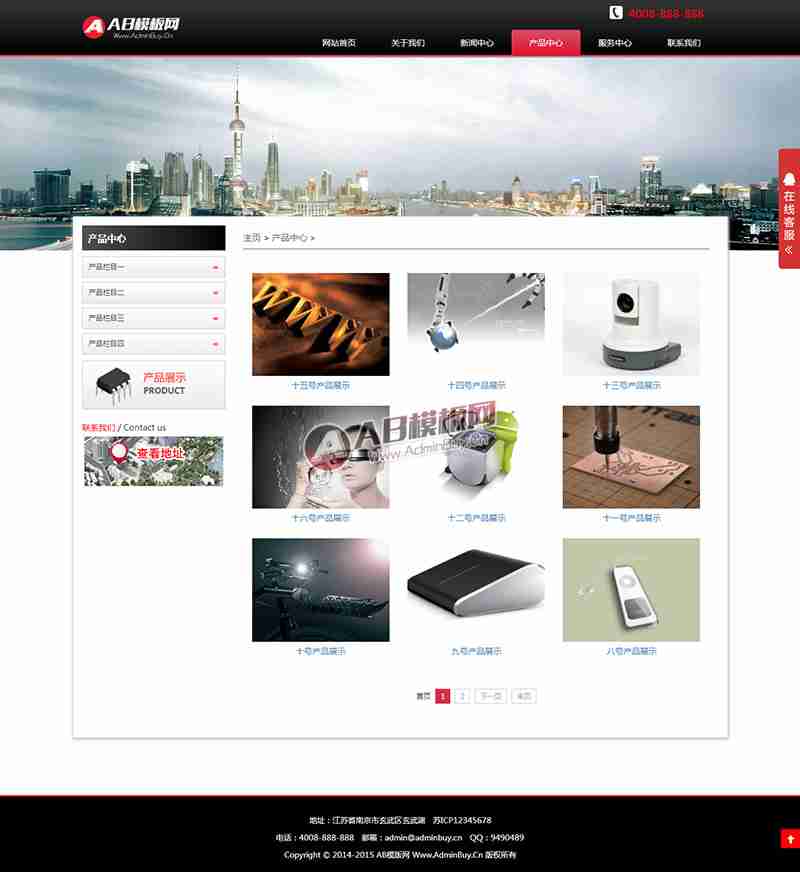 4008-888-888
AB模板网
Www.AdminBuy.Cn
网站首页 关于我们 新闻中心 产品中心 服务中心 联系我们
在线客服
产品中心
主页 > 产品中心 >
产品栏目一
产品栏目二
产品栏目三
产品栏目四
产品展示
PRODUCT
联系我们 / Contact us
查看地址
十五号产品展示 十四号产品展示 十三号产品展示
AB模板网
www.AdminBuy.Cn
十六号产品展示 十二号产品展示 十一号产品展示
十号产品展示 九号产品展示 八号产品展示
首页 1 2 下一页 末页
地址：江苏省南京市玄武区玄武湖 苏ICP12345678
电话：4008-888-888 邮箱：admin@adminbuy.cn QQ：9490489
Copyright © 2014-2015 AB模版网 Www.AdminBuy.Cn 版权所有